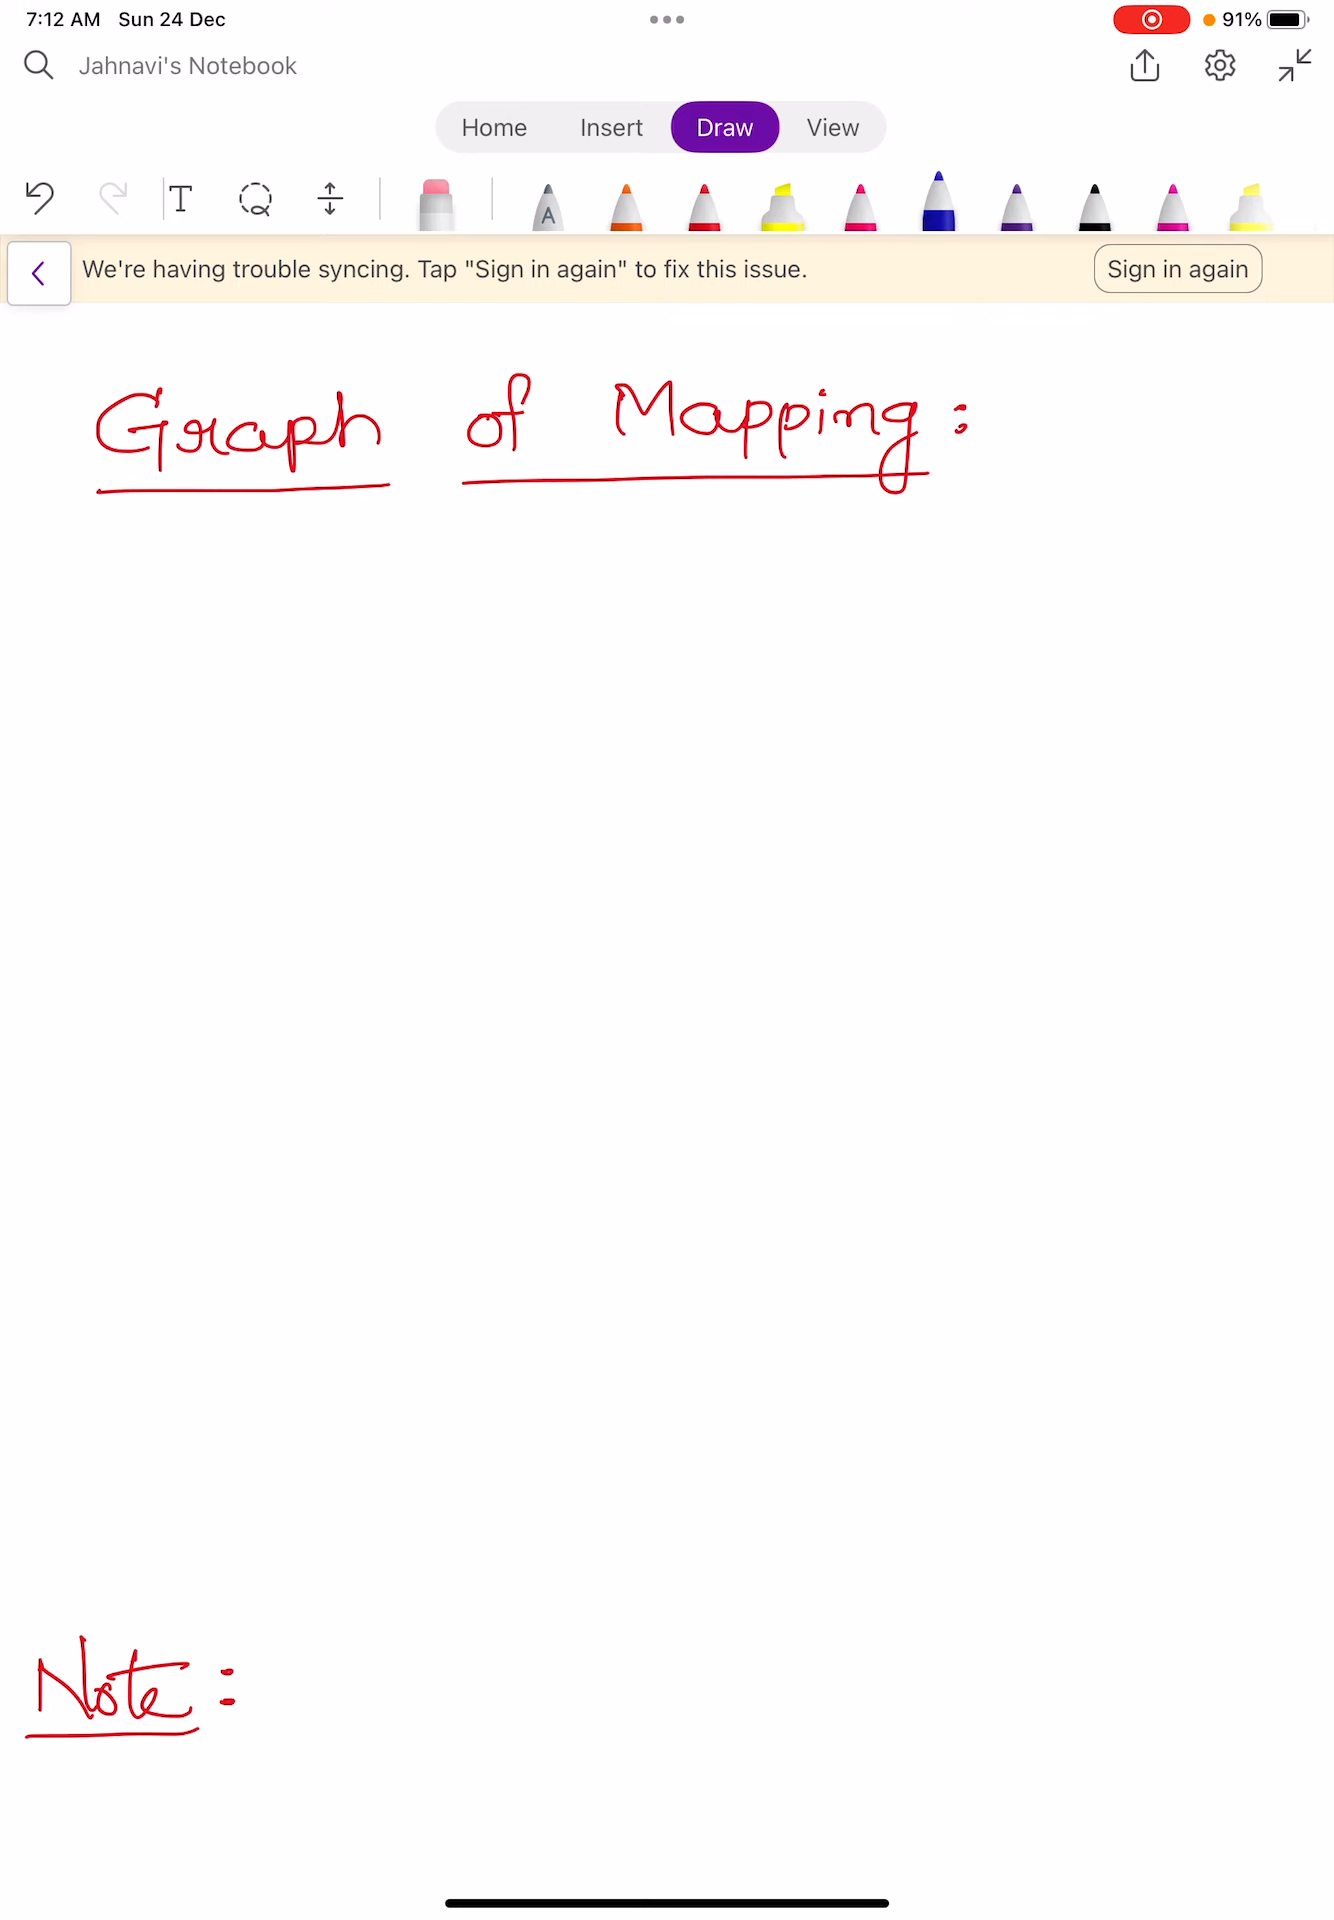 7:12 AM Sun 24 Dec 91%
Jahnavi's Notebook
Home Insert Draw View
T A
We're having trouble syncing. Tap "Sign in again" to fix this issue. Sign in again
Graph of Mapping:
Note: